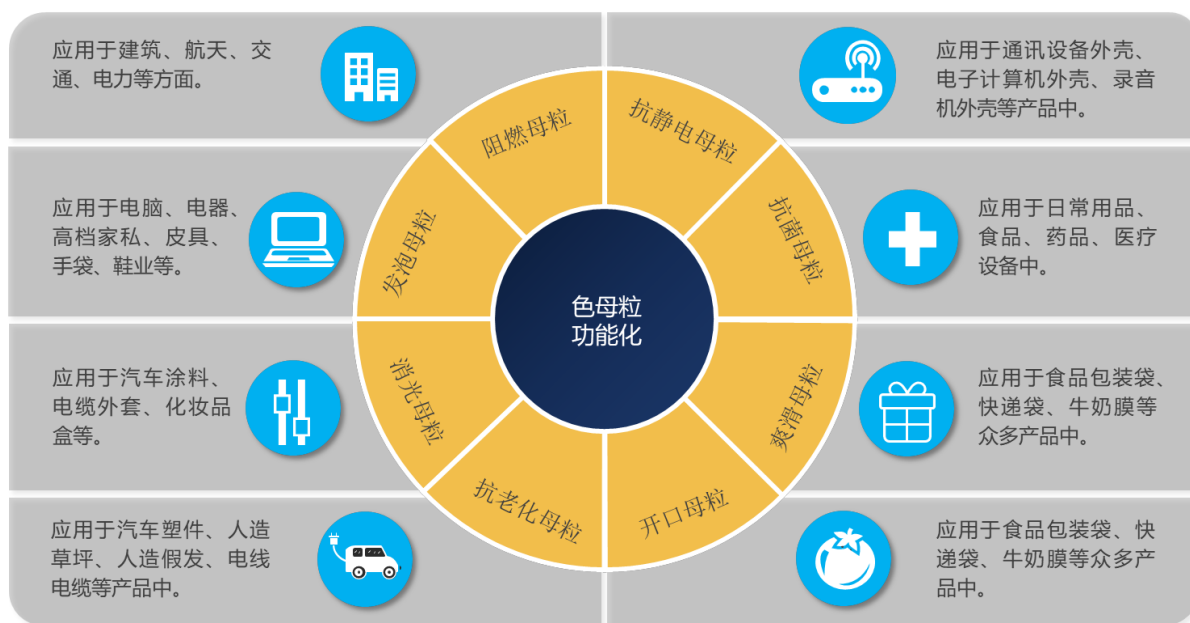 应用于建筑、航天、交
通、电力等方面。
阻燃母粒
抗静电母粒
应用于通讯设备外壳、
电子计算机外壳、录音
机外壳等产品中。
应用于电脑、电器、
高档家私、皮具、
手袋、鞋业等。
发泡母粒
抗菌母粒
应用于日常用品、
食品、药品、医疗
设备中。
色母粒
功能化
应用于汽车涂料、
电缆外套、化妆品
盒等。
消光母粒
爽滑母粒
应用于食品包装袋、
快递袋、牛奶膜等
众多产品中。
应用于汽车塑件、人造
草坪、人造假发、电线
电缆等产品中。
抗老化母粒
开口母粒
应用于食品包装袋、快
递袋、牛奶膜等众多产
品中。